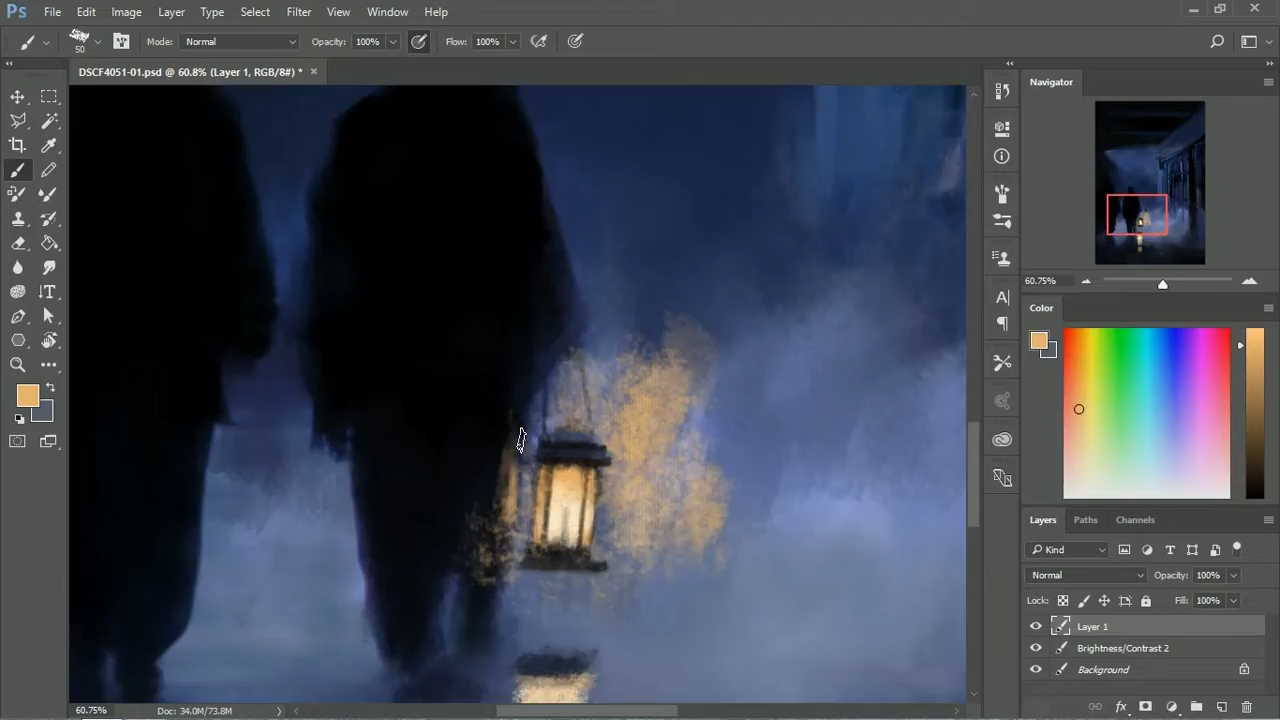 Ps File Edit Image Layer Type Select Filter View Window Help
50 Mode: Normal Opacity: 100% Flow: 100%
DSCF4051-01.psd @ 60.8% (Layer 1, RGB/8#) * ×
Navigator
60.75%
Color
Layers Paths Channels
Kind
Normal Opacity: 100%
Lock: Fill: 100%
Layer 1
Brightness/Contrast 2
Background
60.75% Doc: 34.0M/73.8M